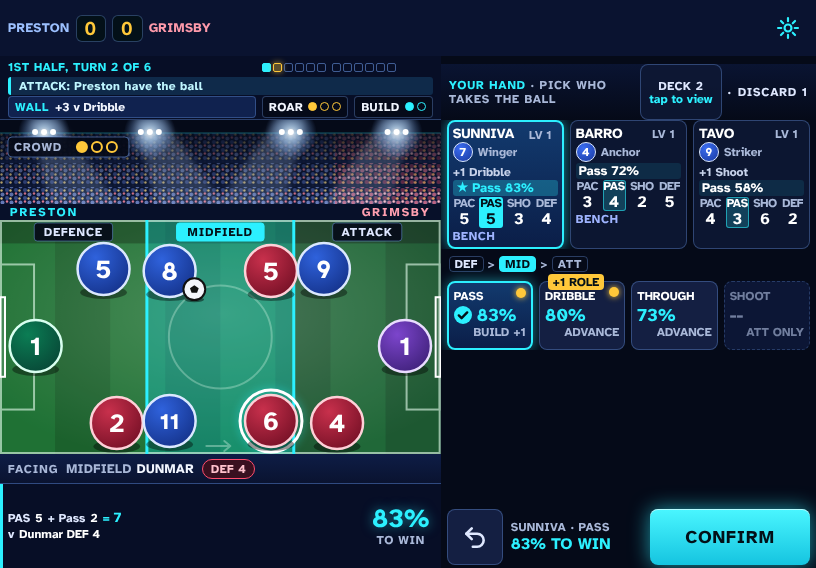 PRESTON 0 0 GRIMSBY
1ST HALF, TURN 2 OF 6
ATTACK: Preston have the ball
WALL +3 v Dribble
ROAR
BUILD
CROWD
PRESTON
GRIMSBY
DEFENCE
MIDFIELD
ATTACK
5 8 5 9
1 1
2 11 6 4
FACING MIDFIELD DUNMAR DEF 4
PAS 5 + Pass 2 = 7
v Dunmar DEF 4
83%
TO WIN
YOUR HAND · PICK WHO
TAKES THE BALL
DECK 2
tap to view
· DISCARD 1
SUNNIVA LV 1
7 Winger
+1 Dribble
★ Pass 83%
PAC PAS SHO DEF
5 5 3 4
BENCH
BARRO LV 1
4 Anchor
Pass 72%
PAC PAS SHO DEF
3 4 2 5
BENCH
TAVO LV 1
9 Striker
+1 Shoot
Pass 58%
PAC PAS SHO DEF
4 3 6 2
DEF > MID > ATT
PASS
83%
BUILD +1
+1 ROLE
DRIBBLE
80%
ADVANCE
THROUGH
73%
ADVANCE
SHOOT
--
ATT ONLY
SUNNIVA · PASS
83% TO WIN
CONFIRM